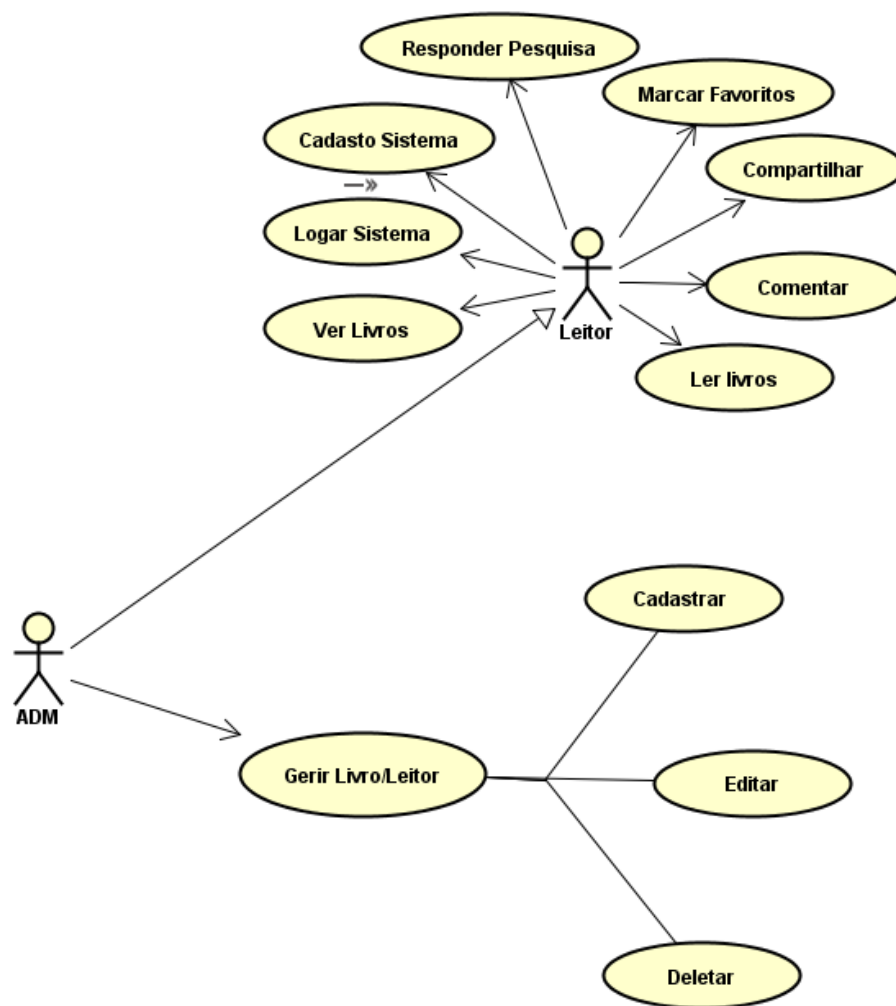 Responder Pesquisa
Marcar Favoritos
Cadasto Sistema
Compartilhar
Logar Sistema
Comentar
Ver Livros
Leitor
Ler livros
Cadastrar
ADM
Gerir Livro/Leitor
Editar
Deletar